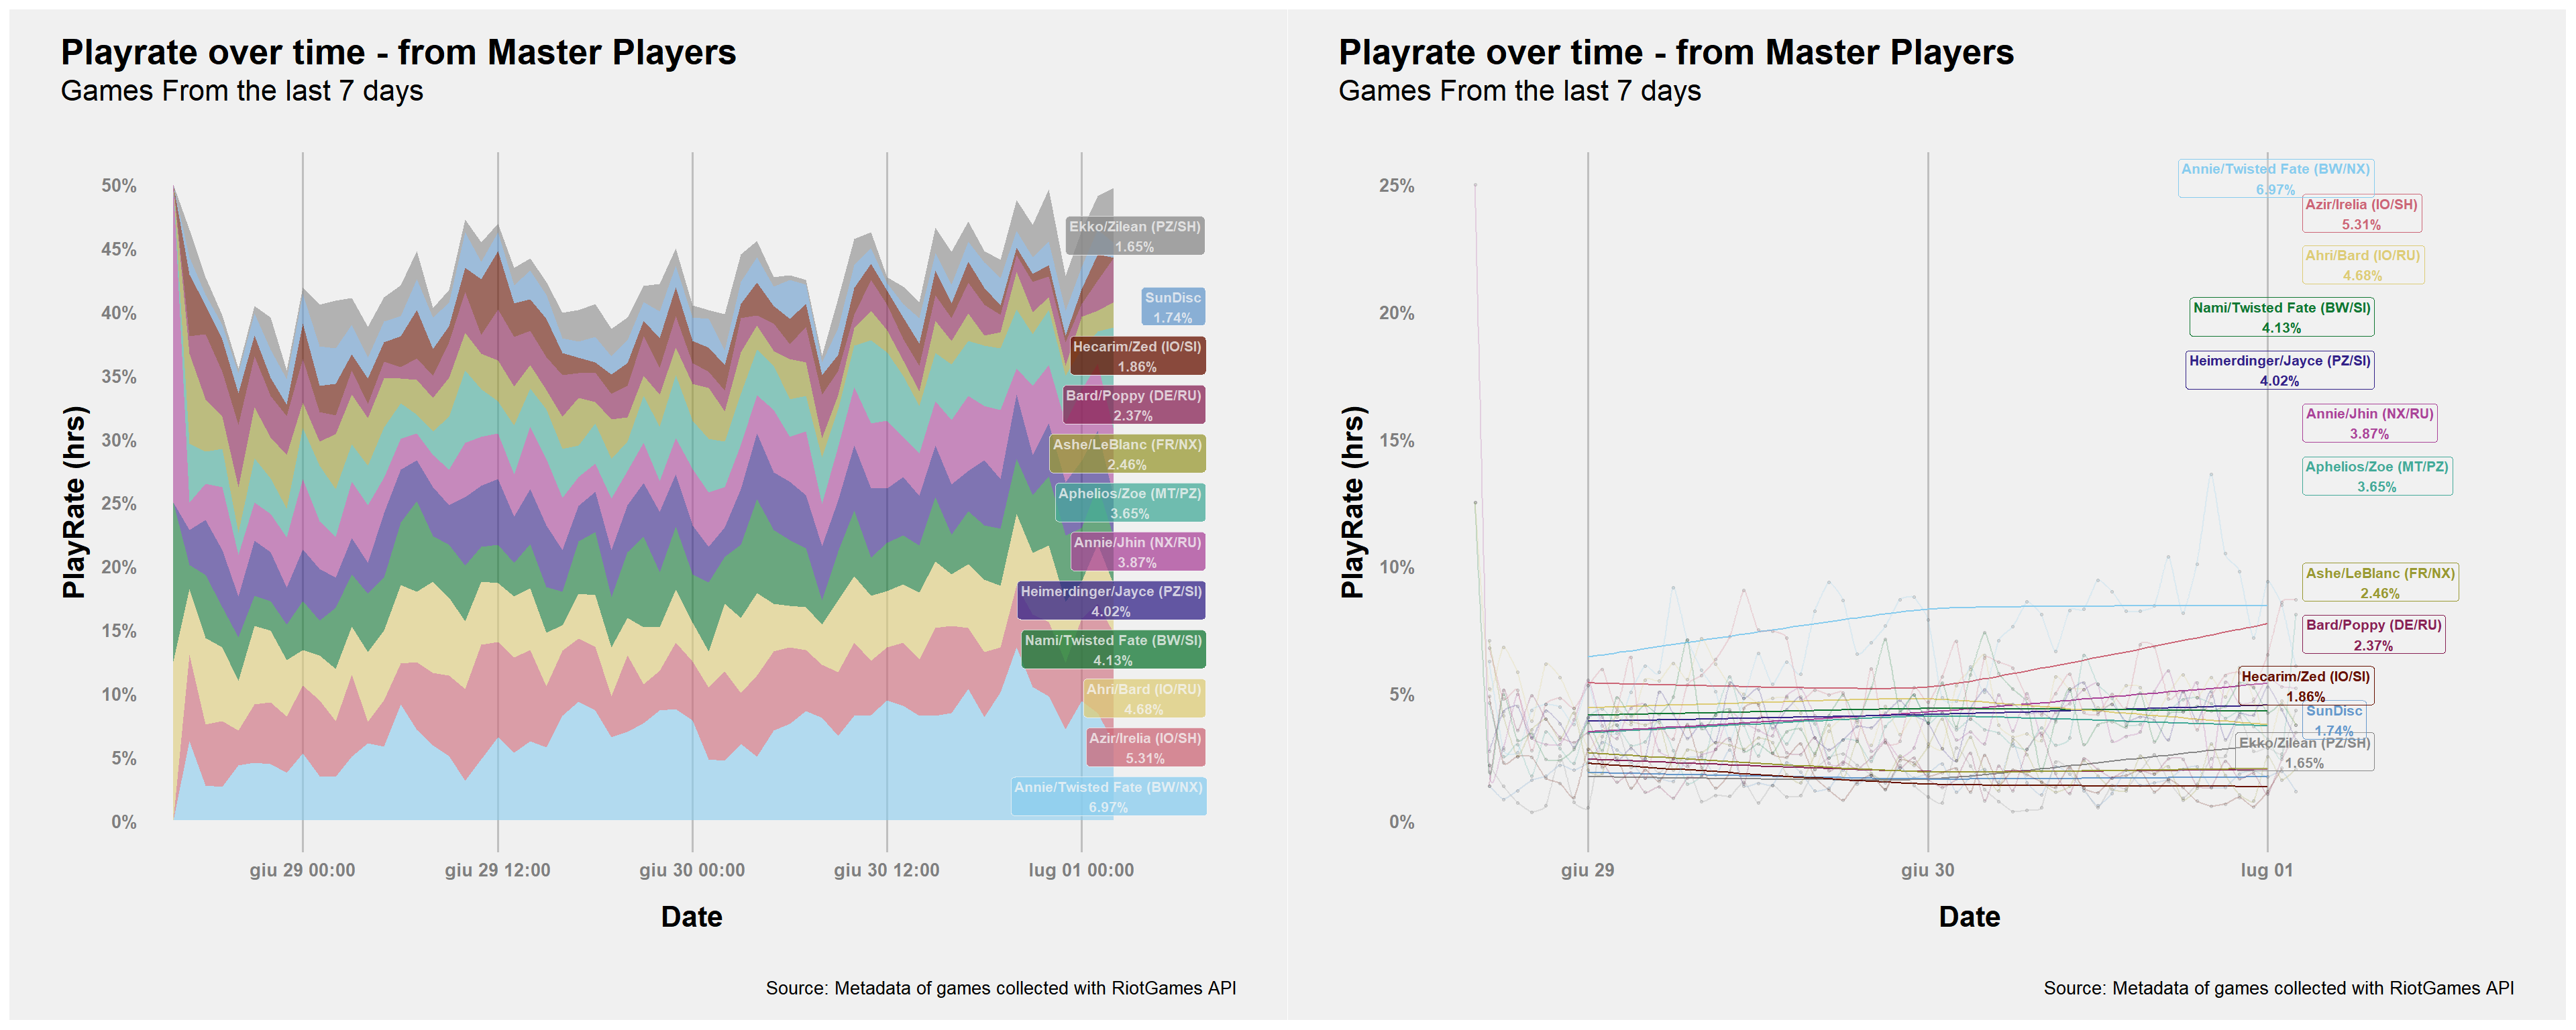 Playrate over time - from Master Players
Games From the last 7 days
PlayRate (hrs)
50%
45%
40%
35%
30%
25%
20%
15%
10%
5%
0%
Ekko/Zilean (PZ/SH)
1.65%
SunDisc
1.74%
Hecarim/Zed (IO/SI)
1.86%
Bard/Poppy (DE/RU)
2.37%
Ashe/LeBlanc (FR/NX)
2.46%
Aphelios/Zoe (MT/PZ)
3.65%
Annie/Jhin (NX/RU)
3.87%
Heimerdinger/Jayce (PZ/SI)
4.02%
Nami/Twisted Fate (BW/SI)
4.13%
Ahri/Bard (IO/RU)
4.68%
Azir/Irelia (IO/SH)
5.31%
Annie/Twisted Fate (BW/NX)
6.97%
giu 29 00:00
giu 29 12:00
giu 30 00:00
giu 30 12:00
lug 01 00:00
Date
Source: Metadata of games collected with RiotGames API
Playrate over time - from Master Players
Games From the last 7 days
PlayRate (hrs)
25%
20%
15%
10%
5%
0%
Annie/Twisted Fate (BW/NX)
6.97%
Azir/Irelia (IO/SH)
5.31%
Ahri/Bard (IO/RU)
4.68%
Nami/Twisted Fate (BW/SI)
4.13%
Heimerdinger/Jayce (PZ/SI)
4.02%
Annie/Jhin (NX/RU)
3.87%
Aphelios/Zoe (MT/PZ)
3.65%
Ashe/LeBlanc (FR/NX)
2.46%
Bard/Poppy (DE/RU)
2.37%
Hecarim/Zed (IO/SI)
1.86%
SunDisc
1.74%
Ekko/Zilean (PZ/SH)
1.65%
giu 29
giu 30
lug 01
Date
Source: Metadata of games collected with RiotGames API